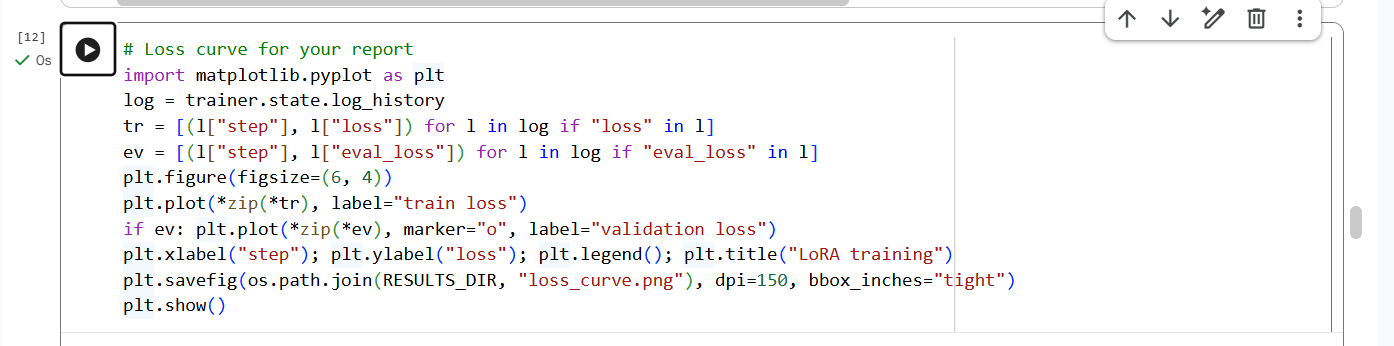 [12]
0s
# Loss curve for your report
import matplotlib.pyplot as plt
log = trainer.state.log_history
tr = [(l["step"], l["loss"]) for l in log if "loss" in l]
ev = [(l["step"], l["eval_loss"]) for l in log if "eval_loss" in l]
plt.figure(figsize=(6, 4))
plt.plot(*zip(*tr), label="train loss")
if ev: plt.plot(*zip(*ev), marker="o", label="validation loss")
plt.xlabel("step"); plt.ylabel("loss"); plt.legend(); plt.title("LoRA training")
plt.savefig(os.path.join(RESULTS_DIR, "loss_curve.png"), dpi=150, bbox_inches="tight")
plt.show()